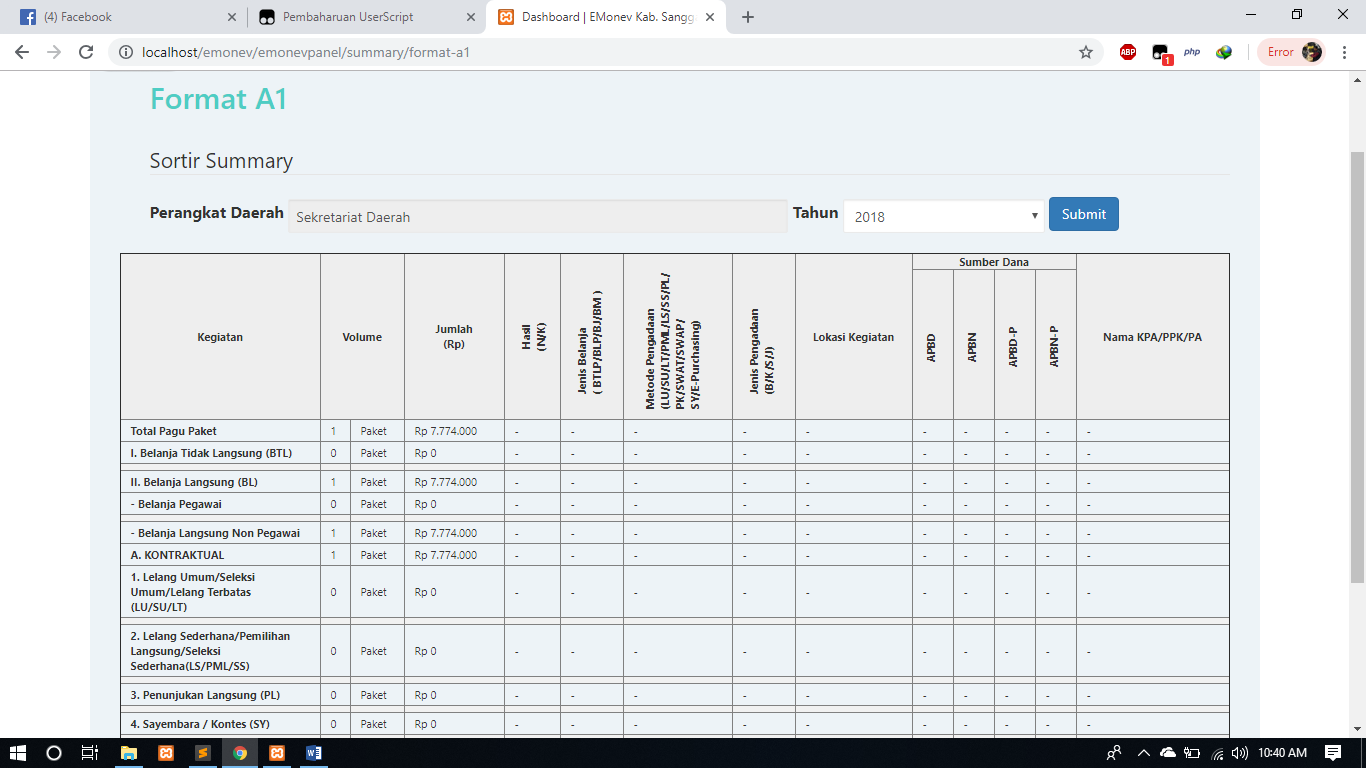 (4) Facebook
Pembaharuan UserScript
Dashboard | EMonev Kab. Sangg
localhost/emonev/emonevpanel/summary/format-a1
ABP
1
php
Error
Format A1
Sortir Summary
Perangkat Daerah Sekretariat Daerah Tahun 2018 Submit
Kegiatan
Volume
Jumlah
(Rp)
Hasil
(N/K)
Jenis Belanja
( BTLP/BLP/BJ/BM )
Metode Pengadaan
(LU/SU/LT/PML/LS/SS/PL/
PK/SWAT/SWAP/
SY/E-Purchasing)
Jenis Pengadaan
(B/K/S/J)
Lokasi Kegiatan
Sumber Dana
APBD
APBN
APBD-P
APBN-P
Nama KPA/PPK/PA
Total Pagu Paket 1 Paket Rp 7.774.000 - - - - - - - - - -
I. Belanja Tidak Langsung (BTL) 0 Paket Rp 0 - - - - - - - - - -
II. Belanja Langsung (BL) 1 Paket Rp 7.774.000 - - - - - - - - - -
- Belanja Pegawai 0 Paket Rp 0 - - - - - - - - - -
- Belanja Langsung Non Pegawai 1 Paket Rp 7.774.000 - - - - - - - - - -
A. KONTRAKTUAL 1 Paket Rp 7.774.000 - - - - - - - - - -
1. Lelang Umum/Seleksi
Umum/Lelang Terbatas
(LU/SU/LT)
0 Paket Rp 0 - - - - - - - - - -
2. Lelang Sederhana/Pemilihan
Langsung/Seleksi
Sederhana(LS/PML/SS)
0 Paket Rp 0 - - - - - - - - - -
3. Penunjukan Langsung (PL) 0 Paket Rp 0 - - - - - - - - - -
4. Sayembara / Kontes (SY) 0 Paket Rp 0 - - - - - - - - - -
10:40 AM